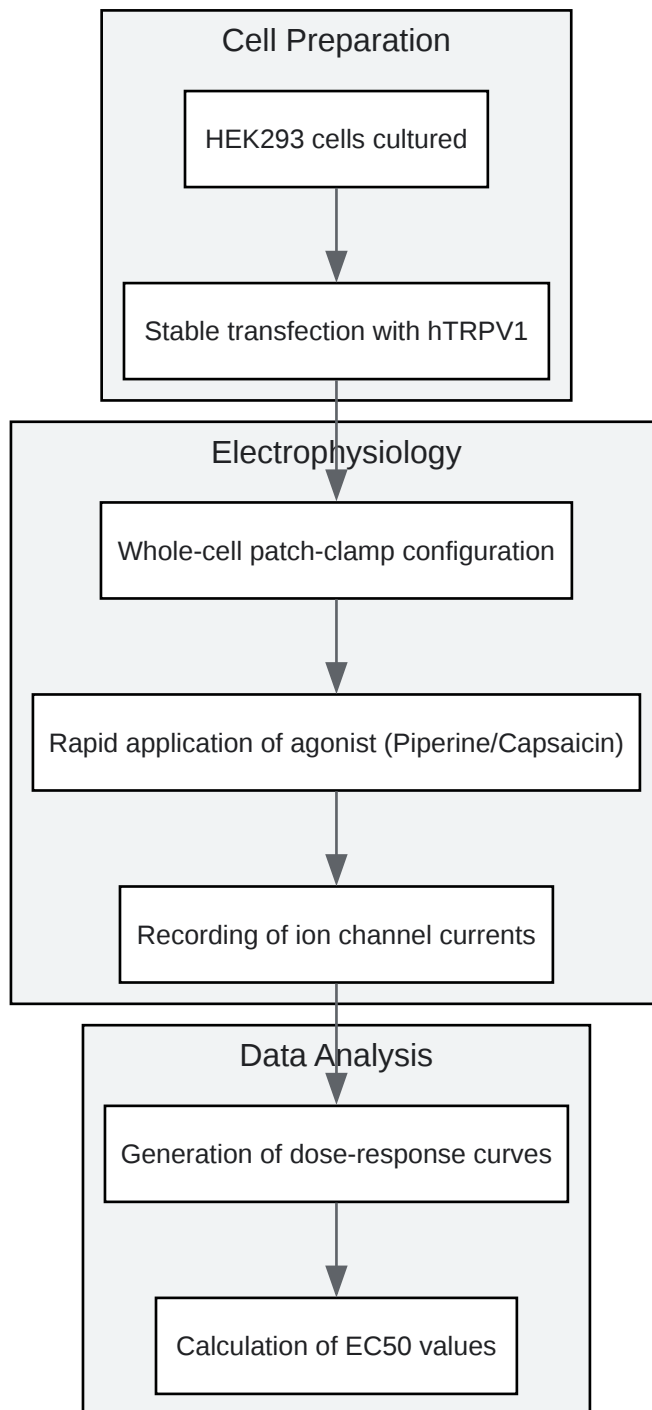 Cell Preparation
HEK293 cells cultured
Stable transfection with hTRPV1
Electrophysiology
Whole-cell patch-clamp configuration
Rapid application of agonist (Piperine/Capsaicin)
Recording of ion channel currents
Data Analysis
Generation of dose-response curves
Calculation of EC50 values